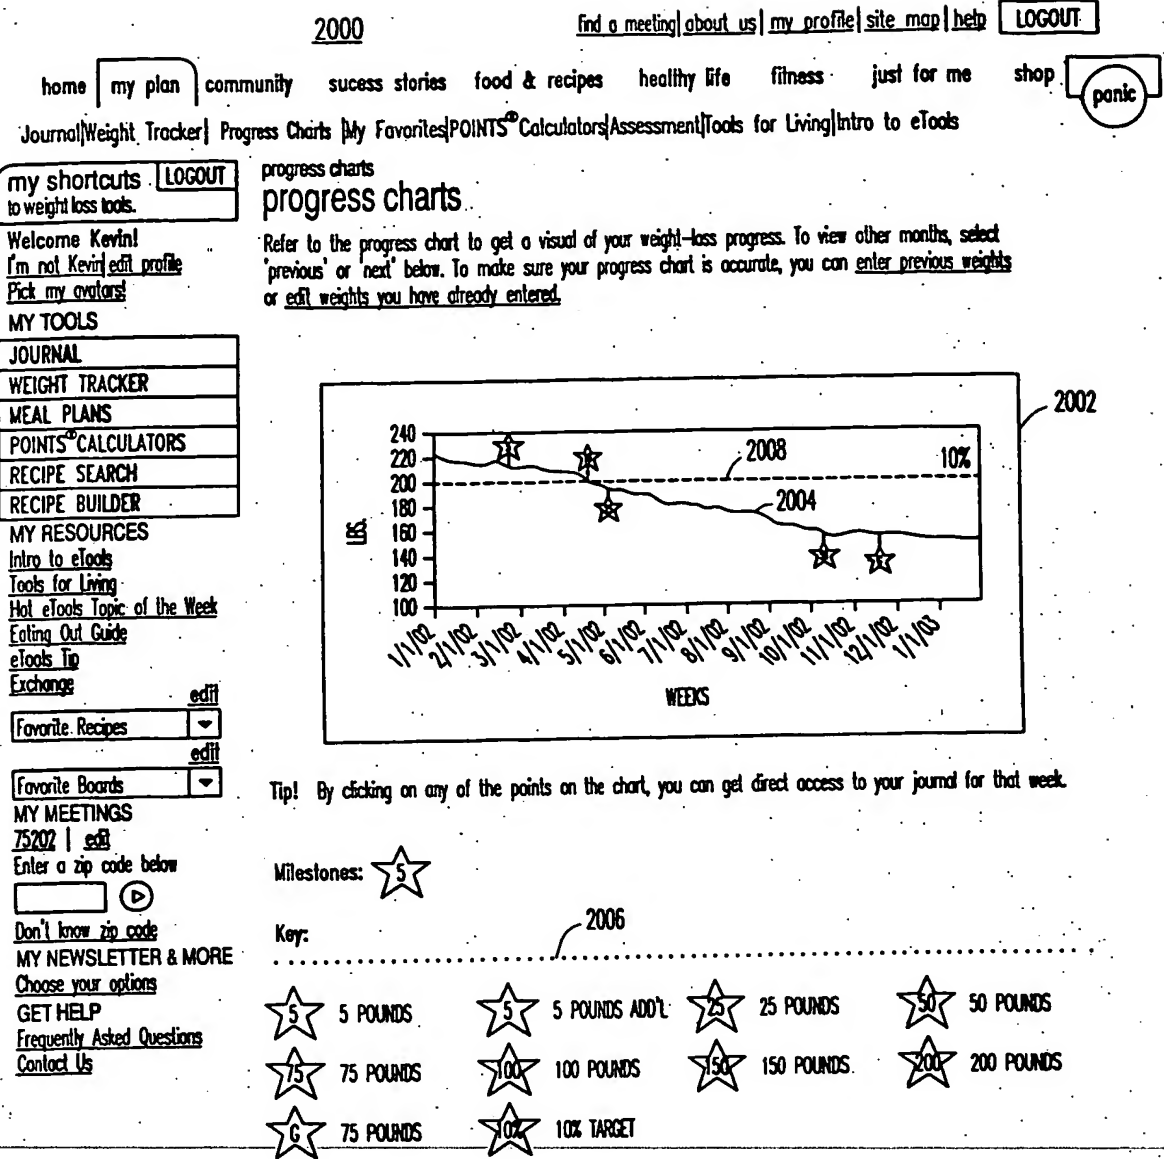 2000
find a meeting|about us|my profile|site map|help LOGOUT
home my plan community sucess stories food & recipes healthy life fitness just for me shop panic
Journal|Weight Tracker| Progress Charts |My Favorites|POINTS® Calculators|Assessment|Tools for Living|Intro to eTools
my shortcuts LOGOUT
to weight loss tools.
Welcome Kevin!
I'm not Kevin|edit profile
Pick my avatars!
MY TOOLS
JOURNAL
WEIGHT TRACKER
MEAL PLANS
POINTS® CALCULATORS
RECIPE SEARCH
RECIPE BUILDER
MY RESOURCES
Intro to eTools
Tools for Living
Hot eTools Topic of the Week
Eating Out Guide
eTools Tip
Exchange
edit
Favorite Recipes
edit
Favorite Boards
MY MEETINGS
75202 | edit
Enter a zip code below
Don't know zip code
MY NEWSLETTER & MORE
Choose your options
GET HELP
Frequently Asked Questions
Contact Us
progress charts
progress charts
Refer to the progress chart to get a visual of your weight-loss progress. To view other months, select
'previous' or 'next' below. To make sure your progress chart is accurate, you can enter previous weights
or edit weights you have already entered.
2002
240
220
200
180
160
140
120
100
LBS.
2008
10%
2004
1/1/02 2/1/02 3/1/02 4/1/02 5/1/02 6/1/02 7/1/02 8/1/02 9/1/02 10/1/02 11/1/02 12/1/02 1/1/03
WEEKS
Tip! By clicking on any of the points on the chart, you can get direct access to your journal for that week.
Milestones: 5
Key:
2006
5 5 POUNDS 5 5 POUNDS ADD'L 25 25 POUNDS 50 50 POUNDS
75 75 POUNDS 100 100 POUNDS 150 150 POUNDS 200 200 POUNDS
G 75 POUNDS 10% 10% TARGET